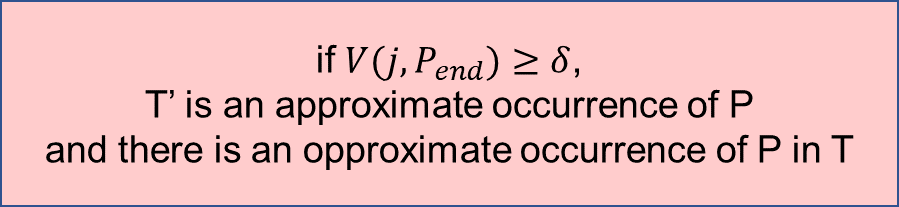 if V(j, P_end) ≥ δ,
T’ is an approximate occurrence of P
and there is an opproximate occurrence of P in T